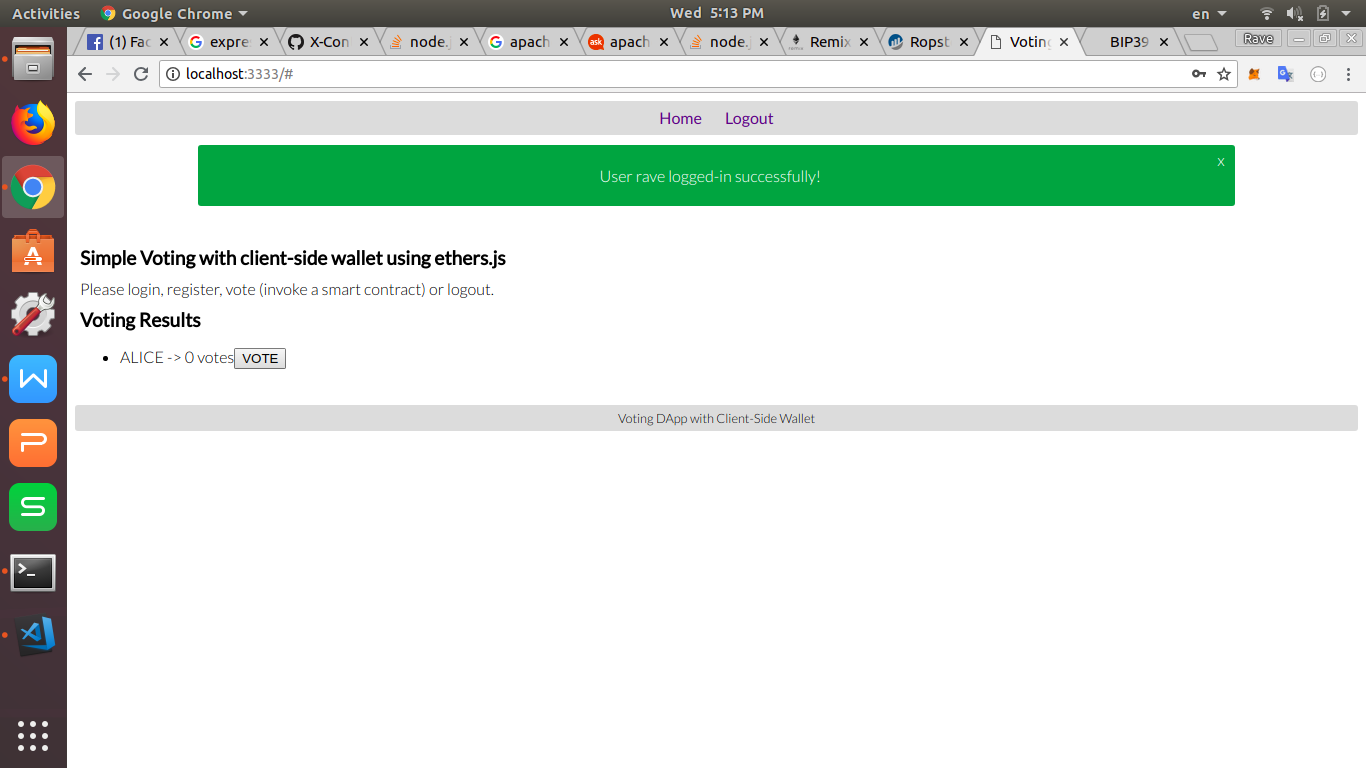 Activities Google Chrome Wed 5:13 PM en
(1) Fac expre X-Con node.j apach apach node.j Remix Ropst Voting BIP39 Rave
localhost:3333/#
Home Logout
User rave logged-in successfully! x
Simple Voting with client-side wallet using ethers.js
Please login, register, vote (invoke a smart contract) or logout.
Voting Results
• ALICE -> 0 votes VOTE
Voting DApp with Client-Side Wallet